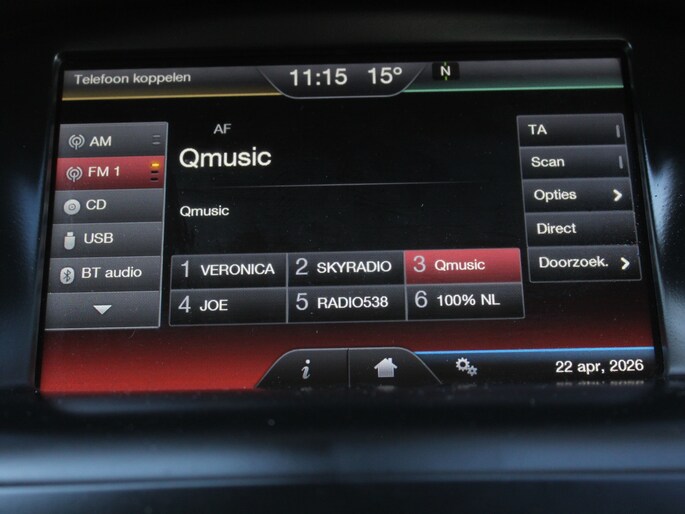 Telefoon koppelen
11:15 15° N
AM
FM 1
CD
USB
BT audio
AF
Qmusic
Qmusic
1 VERONICA 2 SKYRADIO 3 Qmusic
4 JOE 5 RADIO538 6 100% NL
TA
Scan
Opties
Direct
Doorzoek.
i
22 apr, 2026